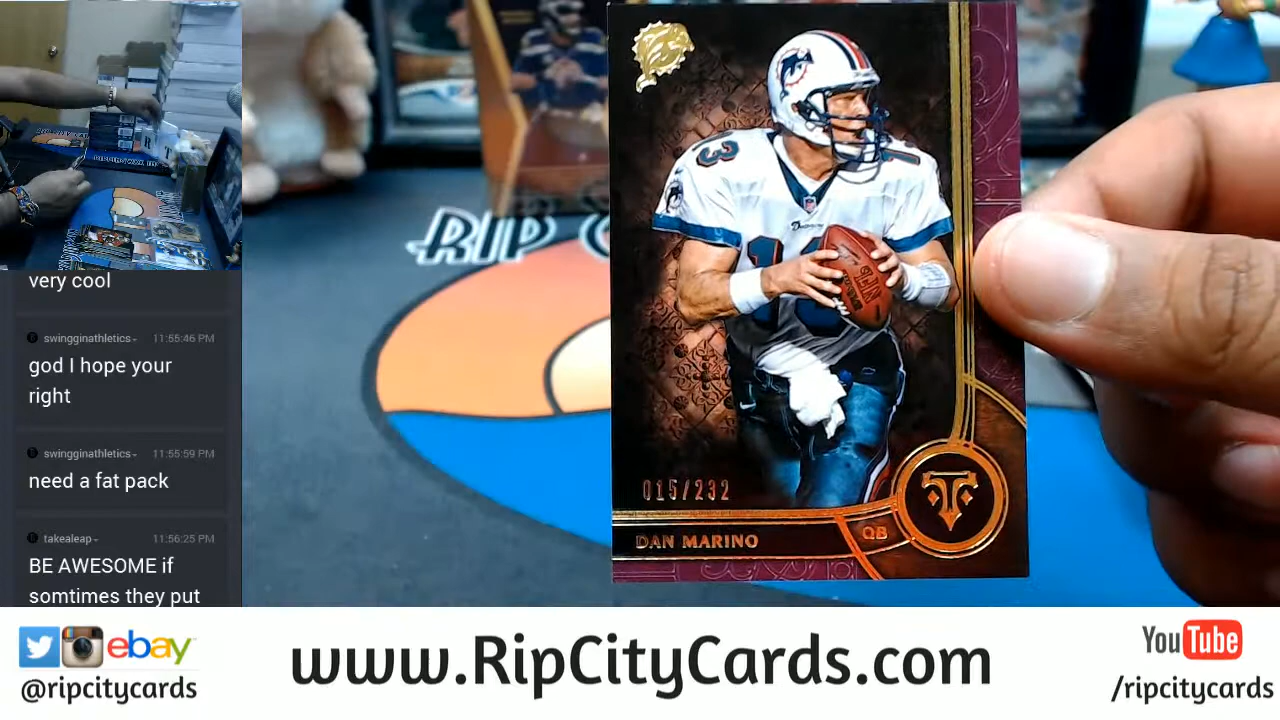 very cool
swingginathletics
11:55:46 PM
god I hope your
right
swingginathletics
11:55:59 PM
need a fat pack
takealeap
11:56:25 PM
BE AWESOME if
somtimes they put
RIP
13
015/232
DAN MARINO
QB
ebay
@ripcitycards
www.RipCityCards.com
YouTube
/ripcitycards